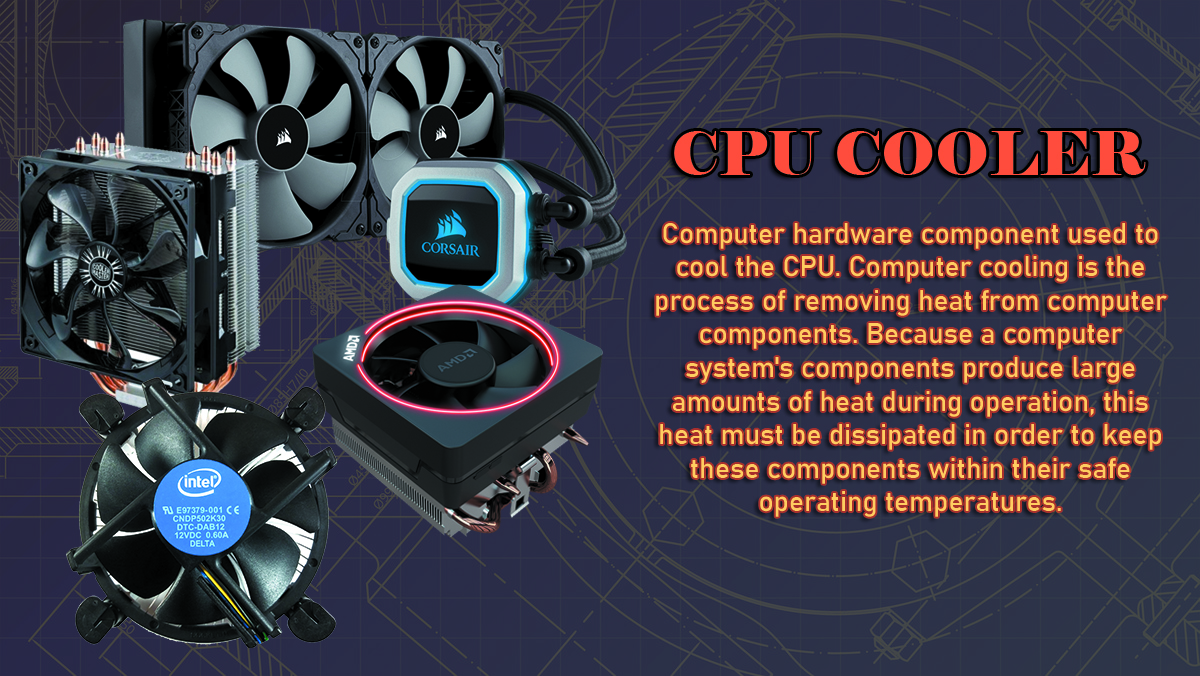 CPU COOLER
Computer hardware component used to
cool the CPU. Computer cooling is the
process of removing heat from computer
components. Because a computer
system's components produce large
amounts of heat during operation, this
heat must be dissipated in order to keep
these components within their safe
operating temperatures.
CORSAIR
COOLER
MASTER
AMD
AMD
intel
E97379-001 CE
CNDP502K30
DTC-DAB12
12VDC 0.60A
DELTA